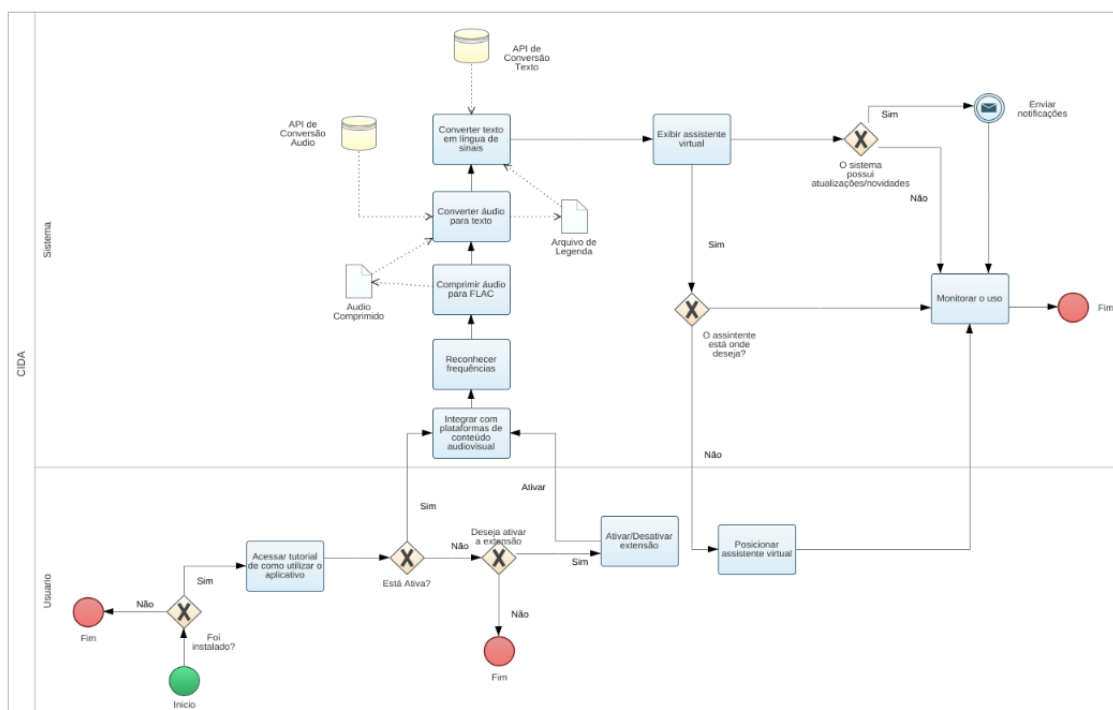 CIDA
Sistema
API de
Conversão
Texto
API de
Conversão
Audio
Converter texto
em língua de
sinais
Exibir assistente
virtual
Sim
Enviar
notificações
O sistema
possui
atualizações/novidades
Não
Converter áudio
para texto
Arquivo de
Legenda
Sim
Comprimir áudio
para FLAC
Audio
Comprimido
Monitorar o uso
Fim
O assintente
está onde
deseja?
Reconhecer
frequências
Integrar com
plataformas de
conteúdo
audiovisual
Não
Usuario
Ativar
Sim
Deseja ativar
a extensão
Ativar/Desativar
extensão
Posicionar
assistente virtual
Acessar tutorial
de como utilizar o
aplicativo
Não
Sim
Está Ativa?
Sim
Não
Não
Fim
Foi
instalado?
Fim
Inicio